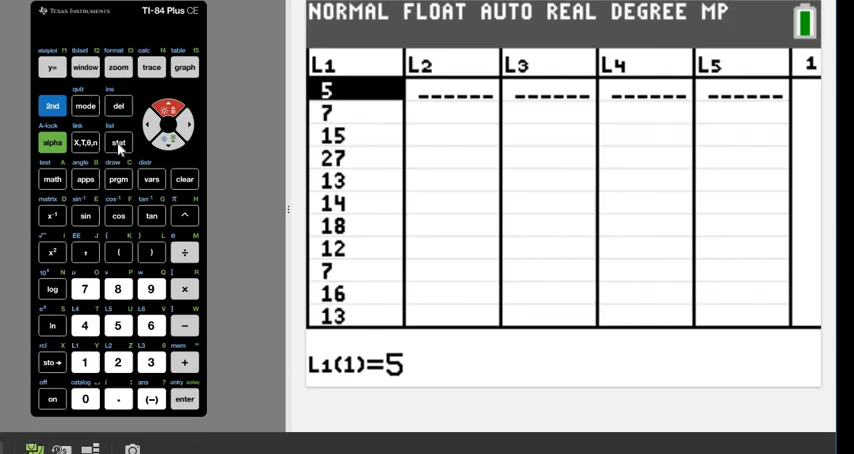 TEXAS INSTRUMENTS TI-84 Plus CE
statplot f1 tblset f2 format f3 calc f4 table f5
y= window zoom trace graph
quit ins
2nd mode del
A-lock link list
alpha X,T,θ,n stat
test A angle B draw C distr
math apps prgm vars clear
matrix D sin⁻¹ E cos⁻¹ F tan⁻¹ G π H
x⁻¹ sin cos tan ^
√ I EE J { K } L e M
x² , ( ) ÷
10ˣ N u O v P w Q [ R
log 7 8 9 ×
eˣ S L4 T L5 U L6 V ] W
ln 4 5 6 −
rcl X L1 Y L2 Z L3 θ mem "
sto→ 1 2 3 +
off catalog i : ans ? entry solve
on 0 . (−) enter
NORMAL FLOAT AUTO REAL DEGREE MP
L1 L2 L3 L4 L5 1
5 ------ ------ ------ ------
7
15
27
13
14
18
12
7
16
13
L1(1)=5